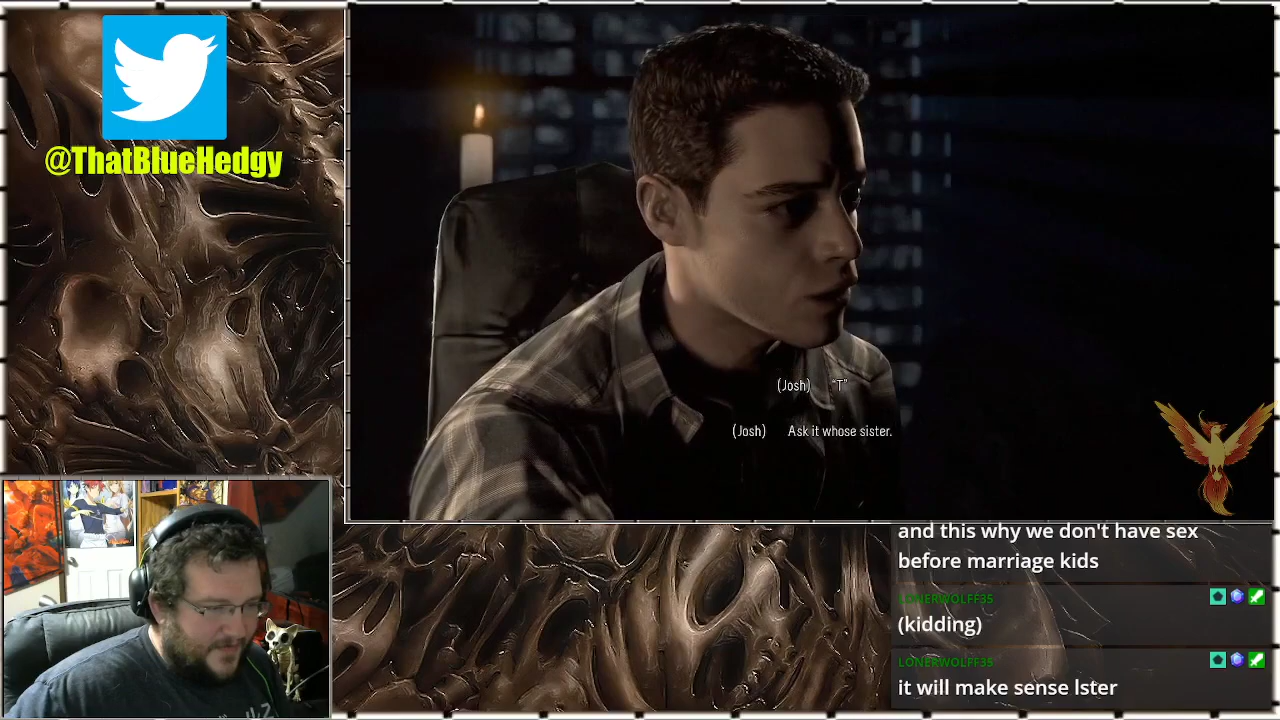 @ThatBlueHedgy
(Josh) "T"
(Josh) Ask it whose sister.
and this why we don't have sex
before marriage kids
LONERWOLFF35
(kidding)
LONERWOLFF35
it will make sense lster